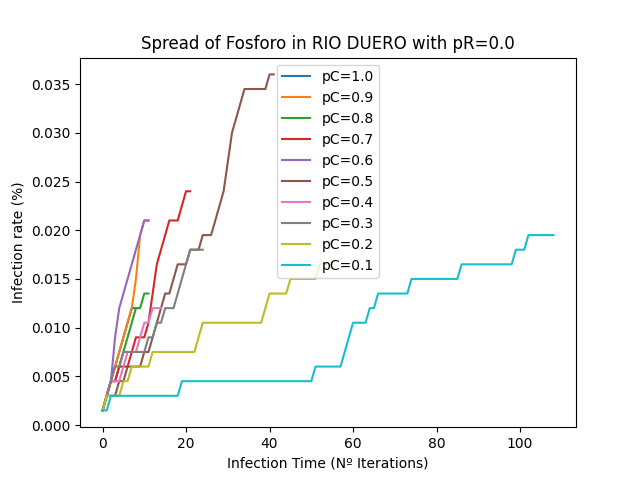 Spread of Fosforo in RIO DUERO with pR=0.0
Infection rate (%)
0.035
0.030
0.025
0.020
0.015
0.010
0.005
0.000
pC=1.0
pC=0.9
pC=0.8
pC=0.7
pC=0.6
pC=0.5
pC=0.4
pC=0.3
pC=0.2
pC=0.1
0 20 40 60 80 100
Infection Time (Nº Iterations)